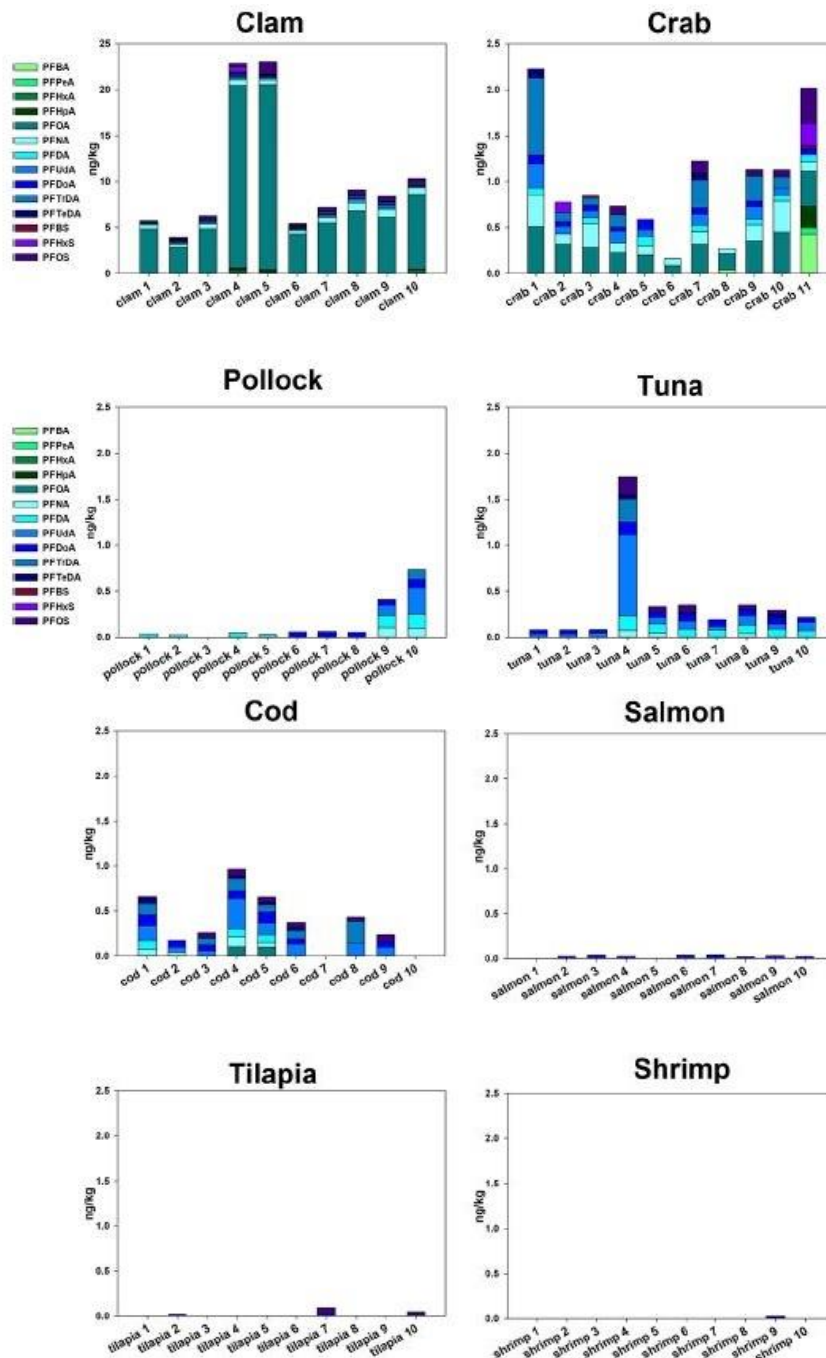 Clam
PFBA
PFPeA
PFHxA
PFHpA
PFOA
PFNA
PFDA
PFUdA
PFDoA
PFTrDA
PFTeDA
PFBS
PFHxS
PFOS
ng/kg
25
20
15
10
5
0
clam 1
clam 2
clam 3
clam 4
clam 5
clam 6
clam 7
clam 8
clam 9
clam 10
Crab
ng/kg
2.5
2.0
1.5
1.0
0.5
0.0
crab 1
crab 2
crab 3
crab 4
crab 5
crab 6
crab 7
crab 8
crab 9
crab 10
crab 11
Pollock
PFBA
PFPeA
PFHxA
PFHpA
PFOA
PFNA
PFDA
PFUdA
PFDoA
PFTrDA
PFTeDA
PFBS
PFHxS
PFOS
ng/kg
2.5
2.0
1.5
1.0
0.5
0.0
pollock 1
pollock 2
pollock 3
pollock 4
pollock 5
pollock 6
pollock 7
pollock 8
pollock 9
pollock 10
Tuna
ng/kg
2.5
2.0
1.5
1.0
0.5
0.0
tuna 1
tuna 2
tuna 3
tuna 4
tuna 5
tuna 6
tuna 7
tuna 8
tuna 9
tuna 10
Cod
ng/kg
2.5
2.0
1.5
1.0
0.5
0.0
cod 1
cod 2
cod 3
cod 4
cod 5
cod 6
cod 7
cod 8
cod 9
cod 10
Salmon
ng/kg
2.5
2.0
1.5
1.0
0.5
0.0
salmon 1
salmon 2
salmon 3
salmon 4
salmon 5
salmon 6
salmon 7
salmon 8
salmon 9
salmon 10
Tilapia
ng/kg
2.5
2.0
1.5
1.0
0.5
0.0
tilapia 1
tilapia 2
tilapia 3
tilapia 4
tilapia 5
tilapia 6
tilapia 7
tilapia 8
tilapia 9
tilapia 10
Shrimp
ng/kg
2.5
2.0
1.5
1.0
0.5
0.0
shrimp 1
shrimp 2
shrimp 3
shrimp 4
shrimp 5
shrimp 6
shrimp 7
shrimp 8
shrimp 9
shrimp 10